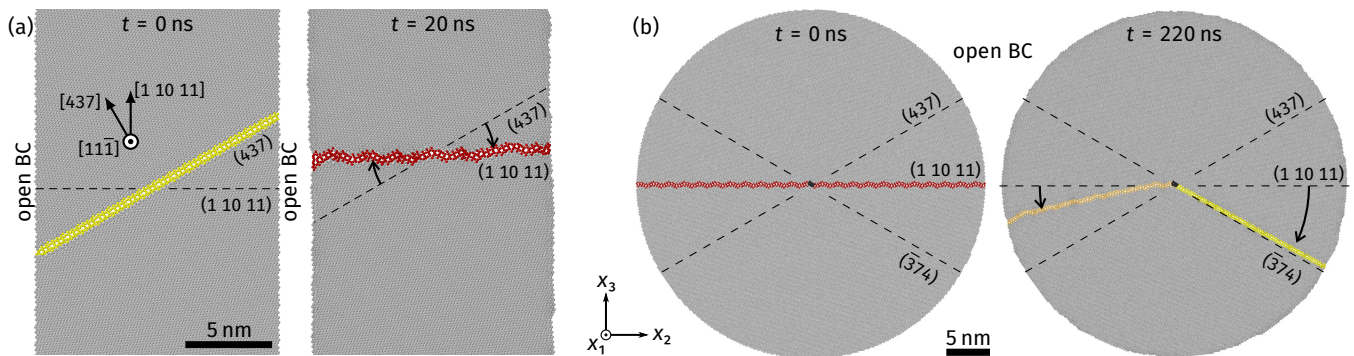 (a)
t = 0 ns
[437]
[1 10 11]
[111̄]
(437)
(1 10 11)
open BC
5 nm
t = 20 ns
(437)
(1 10 11)
open BC
(b)
t = 0 ns
(437)
(1 10 11)
(3̄74)
x₃
x₂
x₁
open BC
t = 220 ns
(437)
(1 10 11)
(3̄74)
5 nm